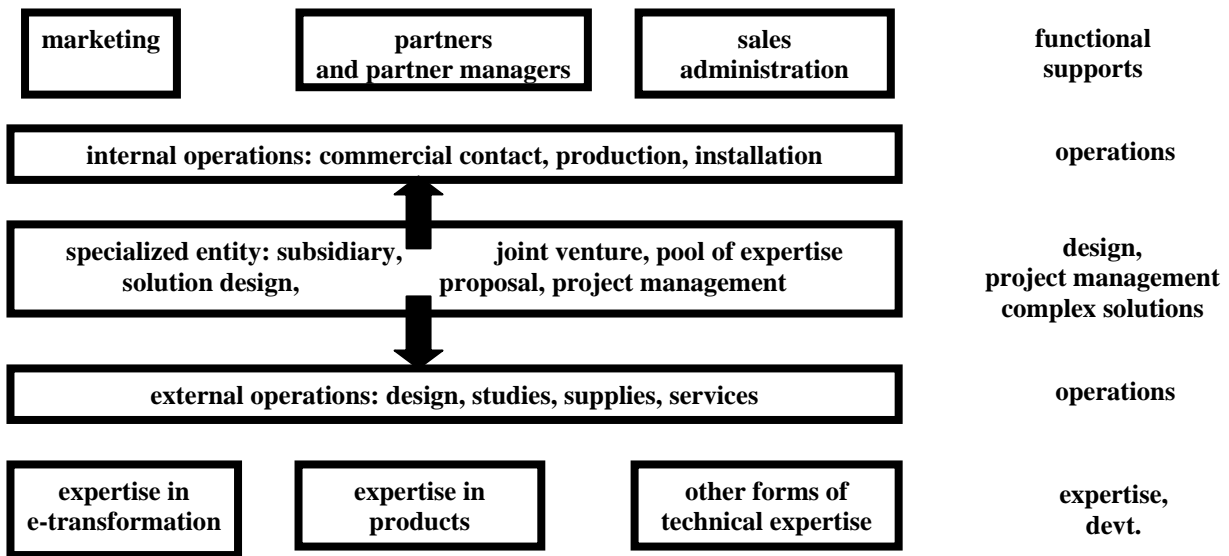 marketing
partners
and partner managers
sales
administration
functional
supports
internal operations: commercial contact, production, installation
operations
specialized entity: subsidiary, joint venture, pool of expertise
solution design, proposal, project management
design,
project management
complex solutions
external operations: design, studies, supplies, services
operations
expertise in
e-transformation
expertise in
products
other forms of
technical expertise
expertise,
devt.